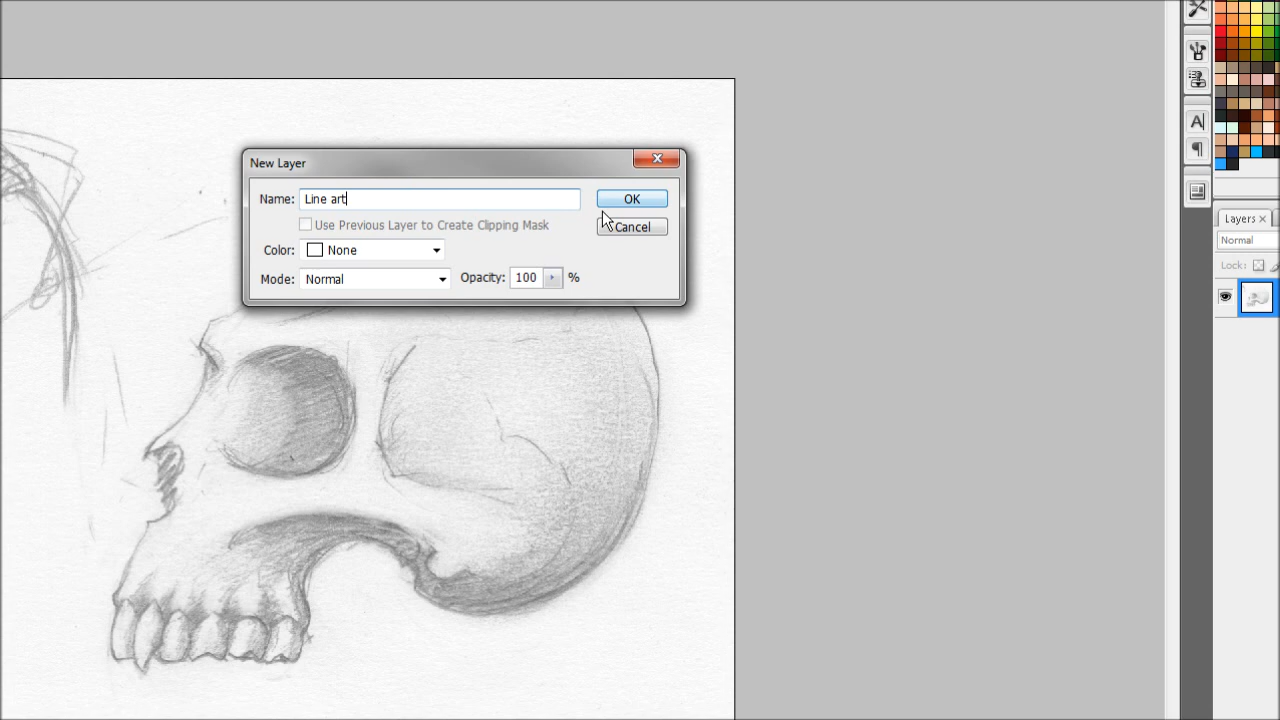 New Layer
Name: Line art
OK
Use Previous Layer to Create Clipping Mask
Cancel
Color: None
Mode: Normal Opacity: 100 %
A
Layers
Normal
Lock: